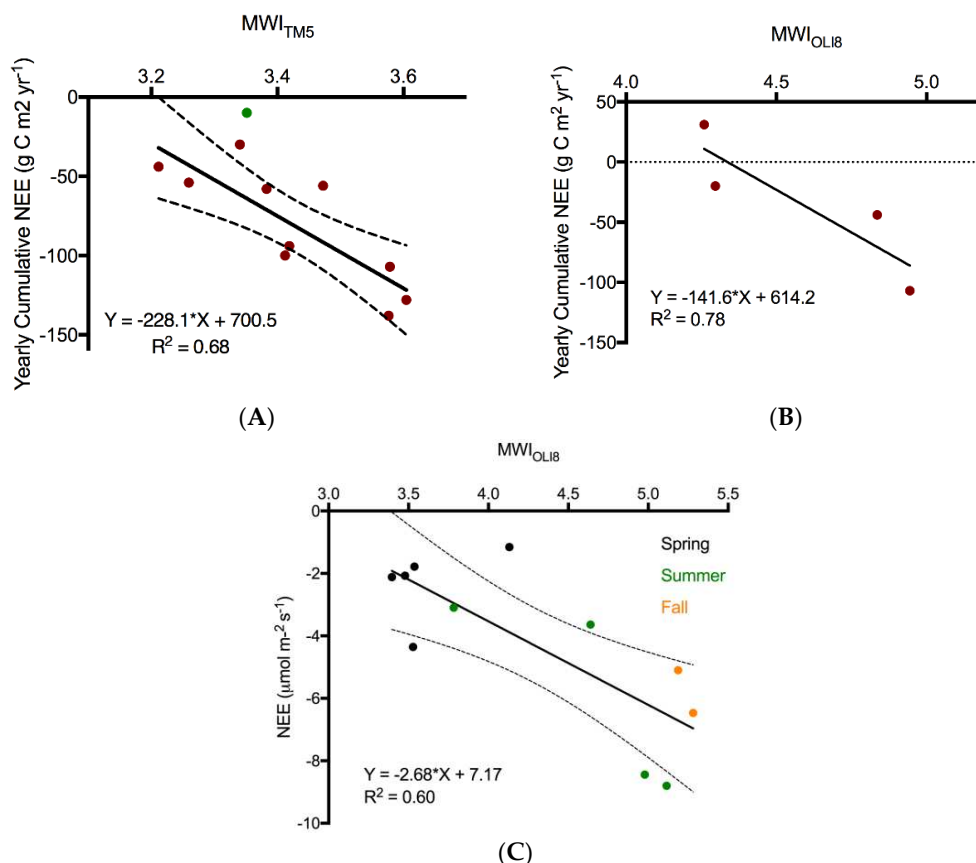 MWI_TM5
3.2 3.4 3.6
0
-50
-100
-150
Yearly Cumulative NEE (g C m2 yr⁻¹)
Y = -228.1*X + 700.5
R² = 0.68
(A)
MWI_OLI8
4.0 4.5 5.0
50
0
-50
-100
-150
Yearly Cumulative NEE (g C m² yr⁻¹)
Y = -141.6*X + 614.2
R² = 0.78
(B)
MWI_OLI8
3.0 3.5 4.0 4.5 5.0 5.5
0
-2
-4
-6
-8
-10
NEE (μmol m-² s⁻¹)
Spring
Summer
Fall
Y = -2.68*X + 7.17
R² = 0.60
(C)